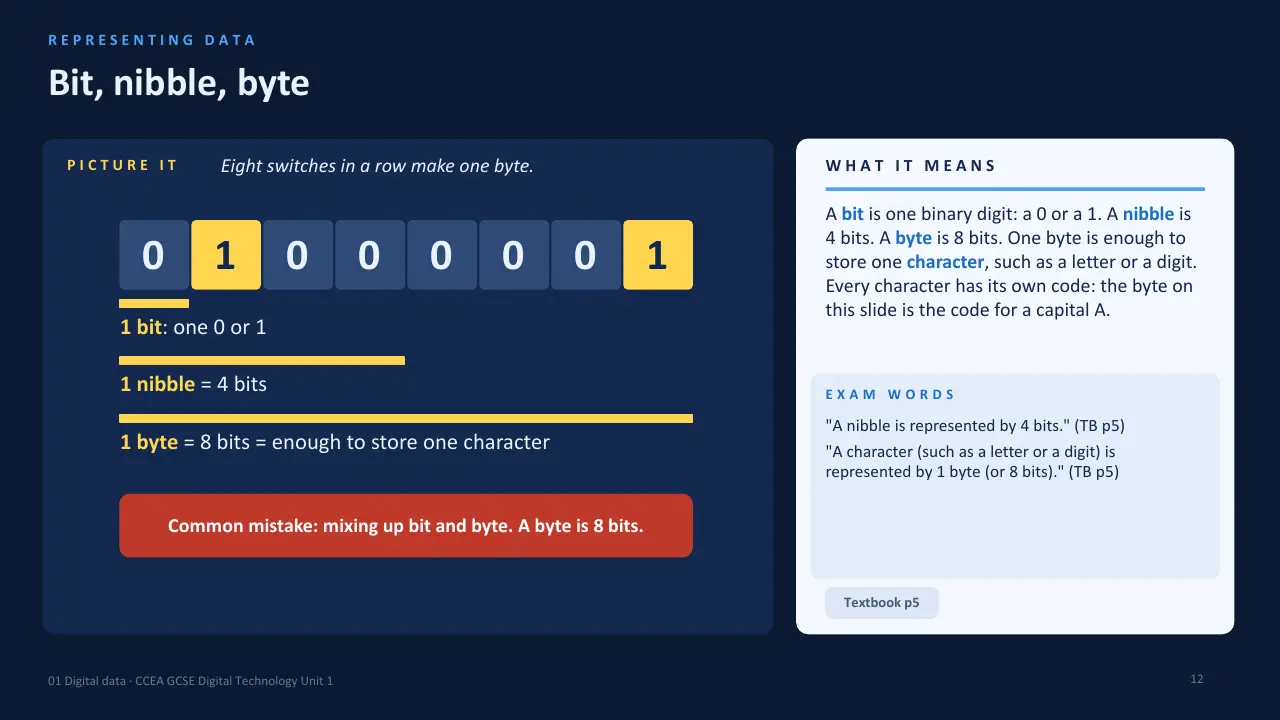 REPRESENTING DATA
Bit, nibble, byte
PICTURE IT
Eight switches in a row make one byte.
0 1 0 0 0 0 0 1
1 bit: one 0 or 1
1 nibble = 4 bits
1 byte = 8 bits = enough to store one character
Common mistake: mixing up bit and byte. A byte is 8 bits.
WHAT IT MEANS
A bit is one binary digit: a 0 or a 1. A nibble is
4 bits. A byte is 8 bits. One byte is enough to
store one character, such as a letter or a digit.
Every character has its own code: the byte on
this slide is the code for a capital A.
EXAM WORDS
"A nibble is represented by 4 bits." (TB p5)
"A character (such as a letter or a digit) is
represented by 1 byte (or 8 bits)." (TB p5)
Textbook p5
01 Digital data · CCEA GCSE Digital Technology Unit 1
12